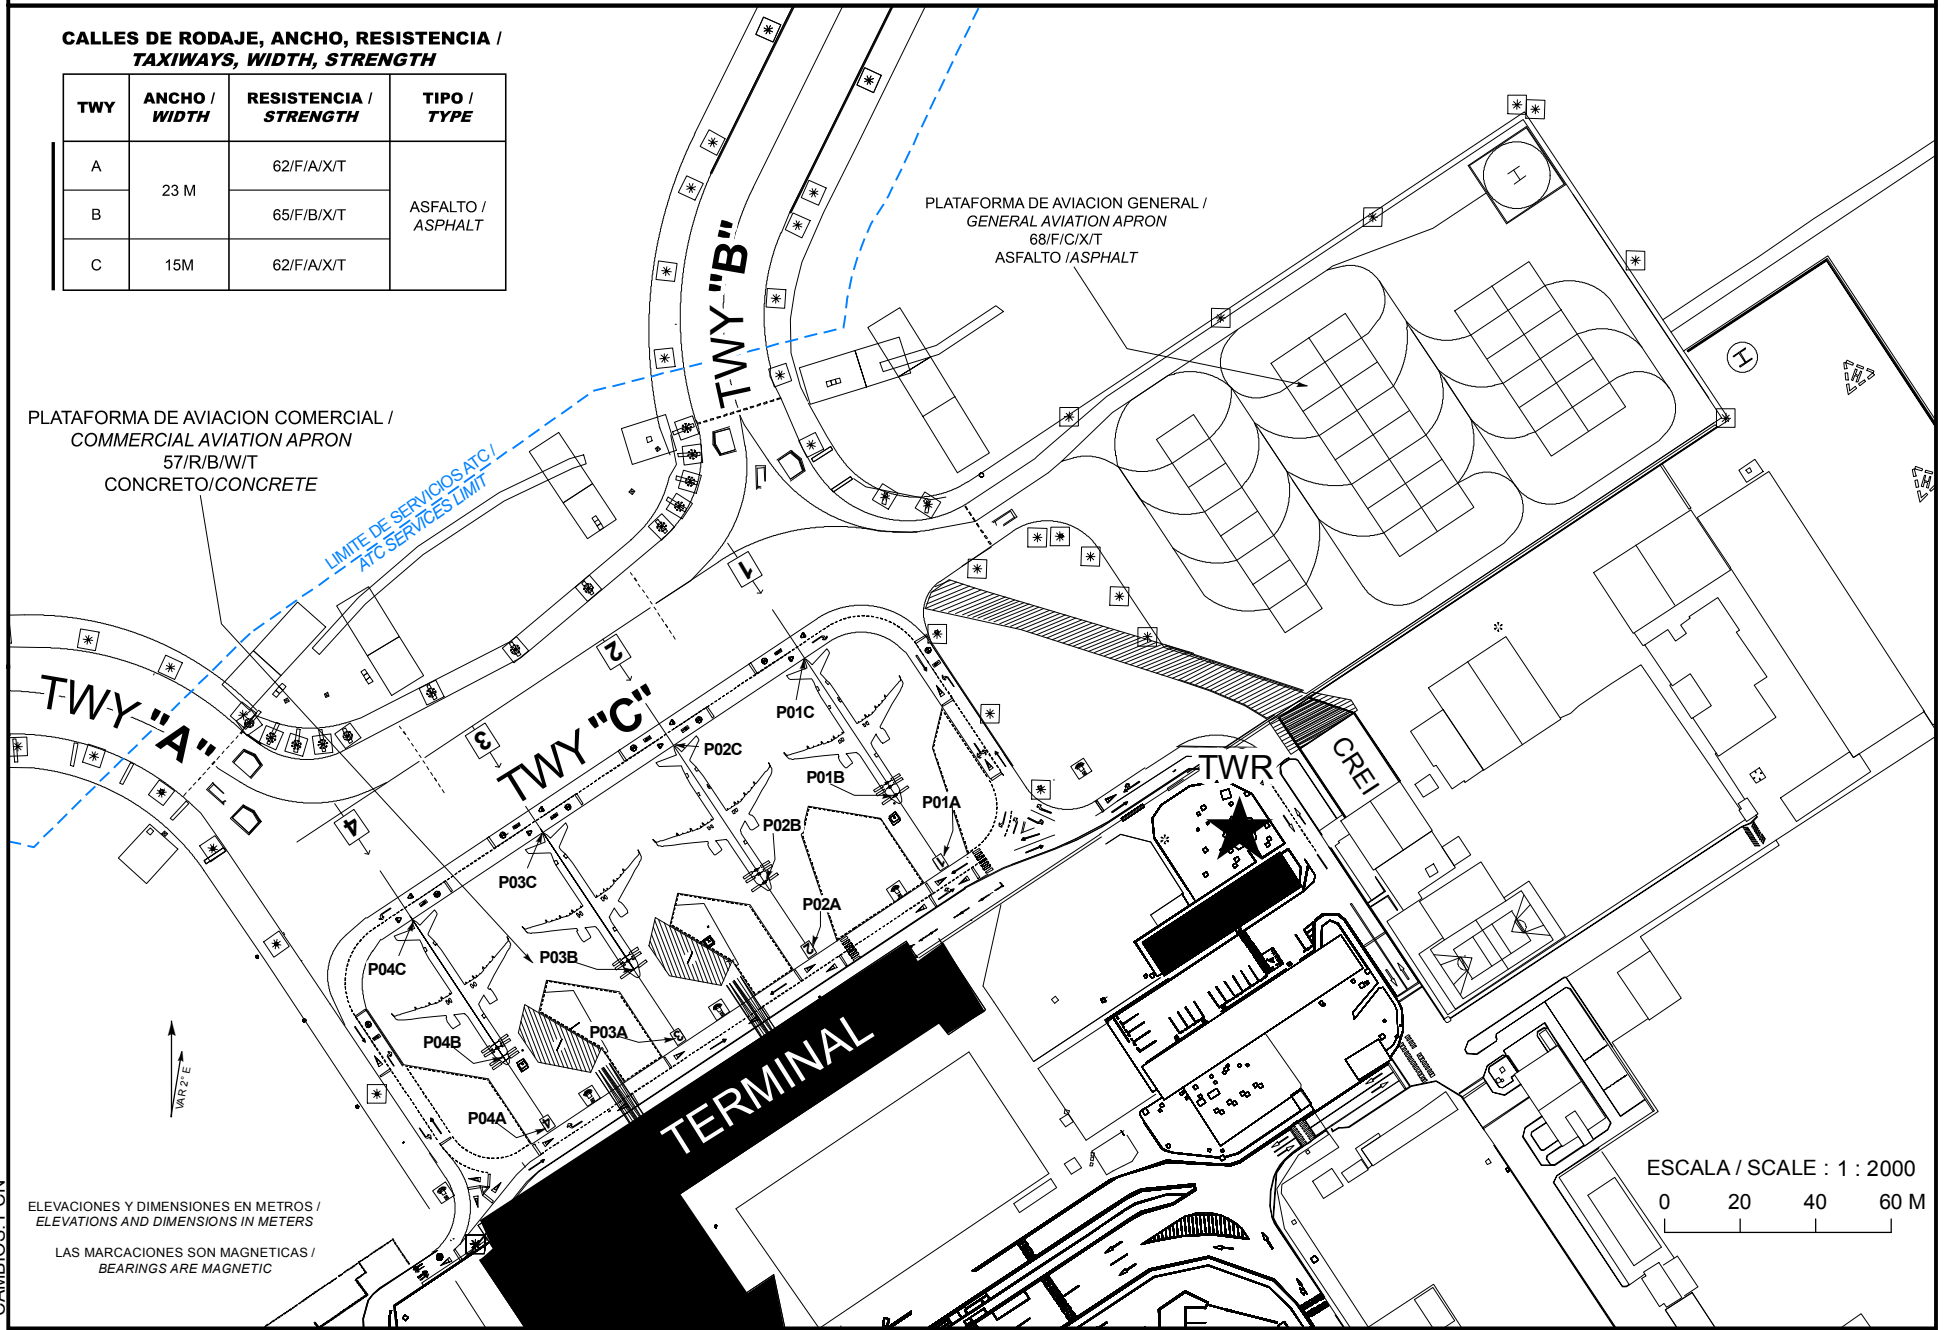 CALLES DE RODAJE, ANCHO, RESISTENCIA /
TAXIWAYS, WIDTH, STRENGTH
TWY
ANCHO /
WIDTH
RESISTENCIA /
STRENGTH
TIPO /
TYPE
A
23 M
62/F/A/X/T
ASFALTO /
ASPHALT
B
65/F/B/X/T
C
15M
62/F/A/X/T
PLATAFORMA DE AVIACION GENERAL /
GENERAL AVIATION APRON
68/F/C/X/T
ASFALTO /ASPHALT
H
H
H
H
TWY "B"
PLATAFORMA DE AVIACION COMERCIAL /
COMMERCIAL AVIATION APRON
57/R/B/W/T
CONCRETO/CONCRETE
LIMITE DE SERVICIOS ATC /
ATC SERVICES LIMIT
1
2
3
4
TWY "A"
TWY "C"
P01C
P02C
P01B
P01A
P02B
P03C
P02A
P04C
P03B
P03A
P04B
P04A
1
2
3
4
TWR
CREI
TERMINAL
VAR 2° E
ELEVACIONES Y DIMENSIONES EN METROS /
ELEVATIONS AND DIMENSIONS IN METERS
LAS MARCACIONES SON MAGNETICAS /
BEARINGS ARE MAGNETIC
ESCALA / SCALE : 1 : 2000
0 20 40 60 M